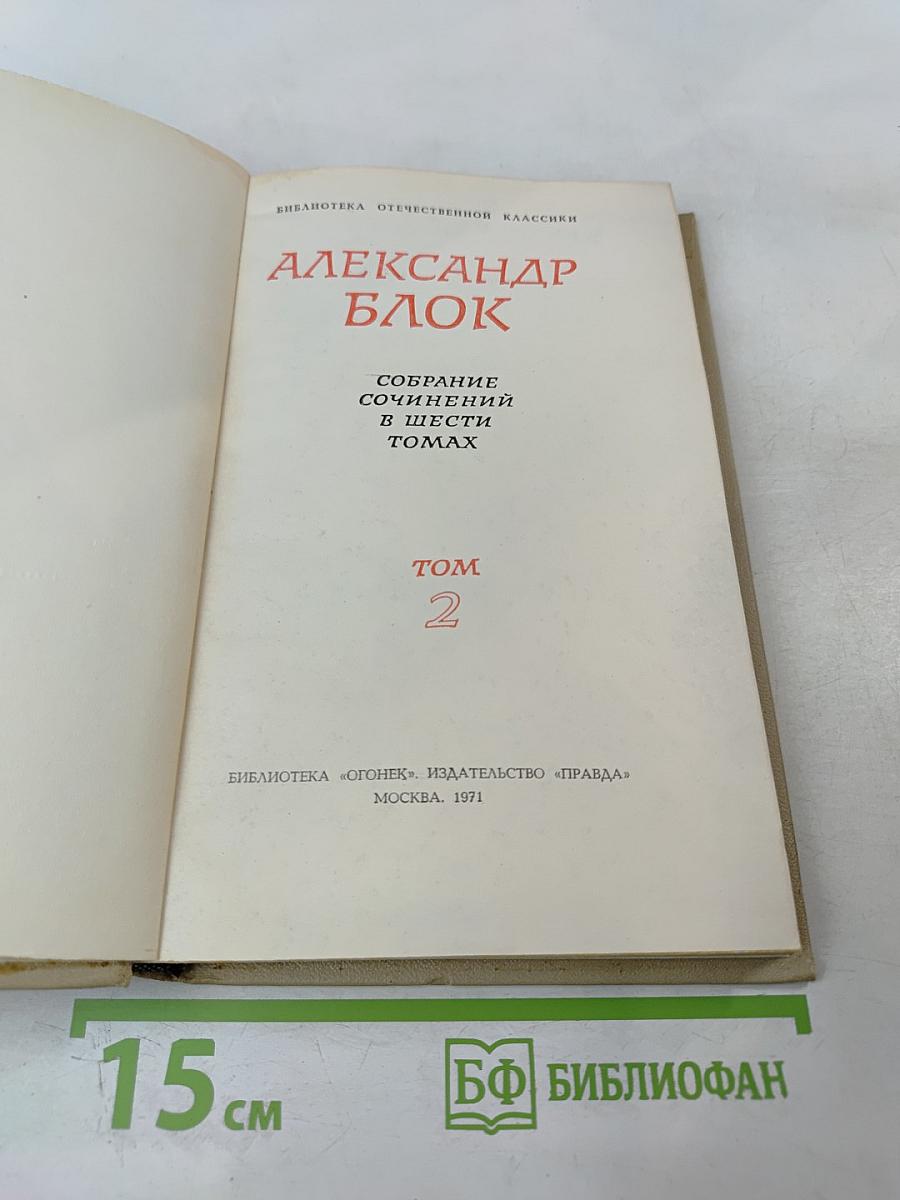 БИБЛИОТЕКА ОТЕЧЕСТВЕННОЙ КЛАССИКИ
АЛЕКСАНДР
БЛОК
СОБРАНИЕ
СОЧИНЕНИЙ
В ШЕСТИ
ТОМАХ
ТОМ
2
БИБЛИОТЕКА «ОГОНЕК». ИЗДАТЕЛЬСТВО «ПРАВДА»
МОСКВА. 1971
15 см
БФ БИБЛИОФАН